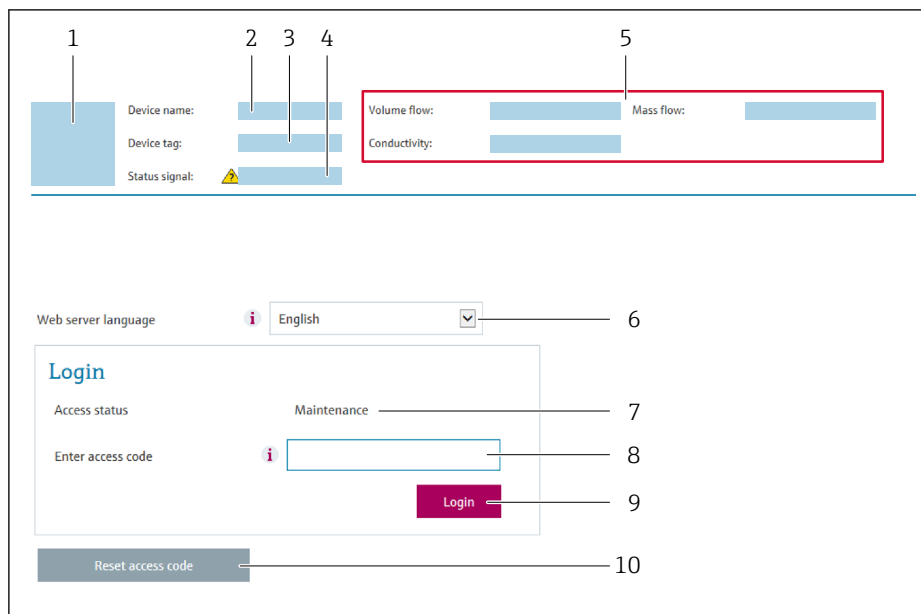 1 2 3 4 5
Device name: Volume flow: Mass flow:
Device tag: Conductivity:
Status signal: ?
Web server language i English 6
Login
Access status Maintenance 7
Enter access code i 8
Login 9
Reset access code 10